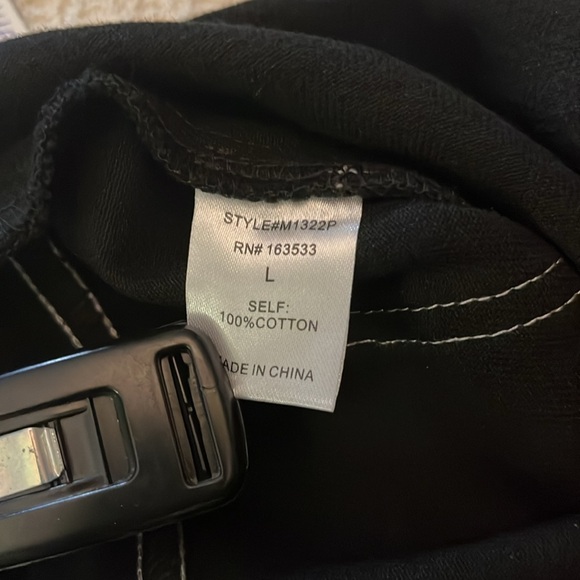 STYLE#M1322P
RN# 163533
L
SELF:
100%COTTON
ADE IN CHINA